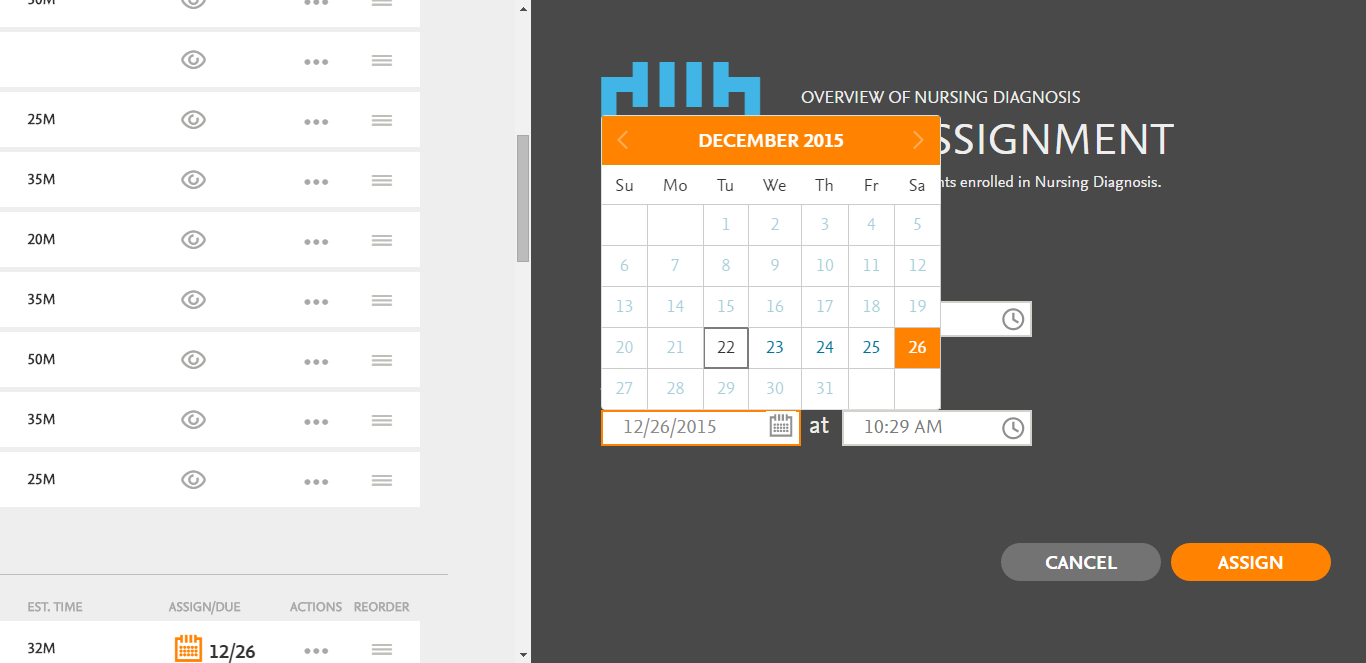 25M
35M
20M
35M
50M
35M
25M
EST. TIME ASSIGN/DUE ACTIONS REORDER
32M 12/26
OVERVIEW OF NURSING DIAGNOSIS
SSIGNMENT
nts enrolled in Nursing Diagnosis.
DECEMBER 2015
Su Mo Tu We Th Fr Sa
1 2 3 4 5
6 7 8 9 10 11 12
13 14 15 16 17 18 19
20 21 22 23 24 25 26
27 28 29 30 31
12/26/2015 at 10:29 AM
CANCEL ASSIGN